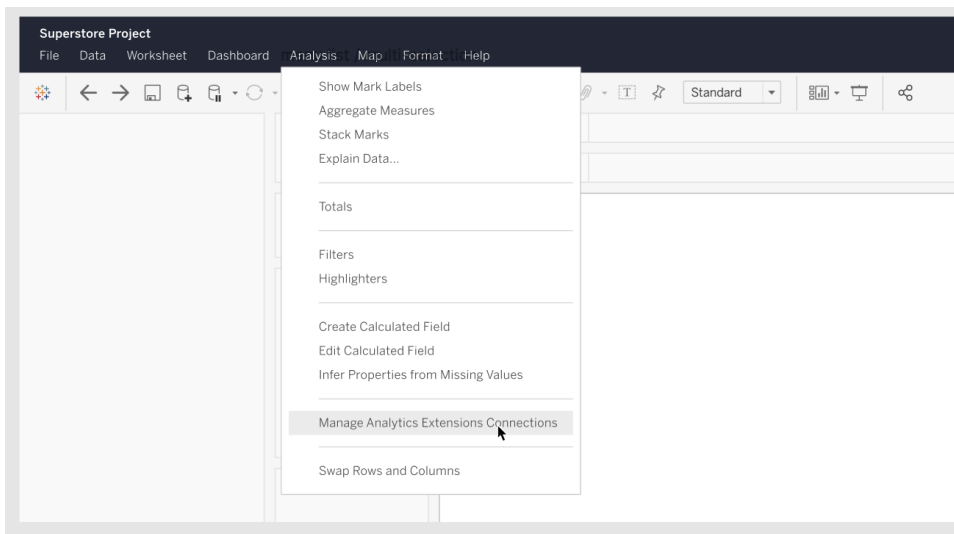 Superstore Project
File Data Worksheet Dashboard Analysis Map Format Help
T Standard
Show Mark Labels
Aggregate Measures
Stack Marks
Explain Data...
Totals
Filters
Highlighters
Create Calculated Field
Edit Calculated Field
Infer Properties from Missing Values
Manage Analytics Extensions Connections
Swap Rows and Columns